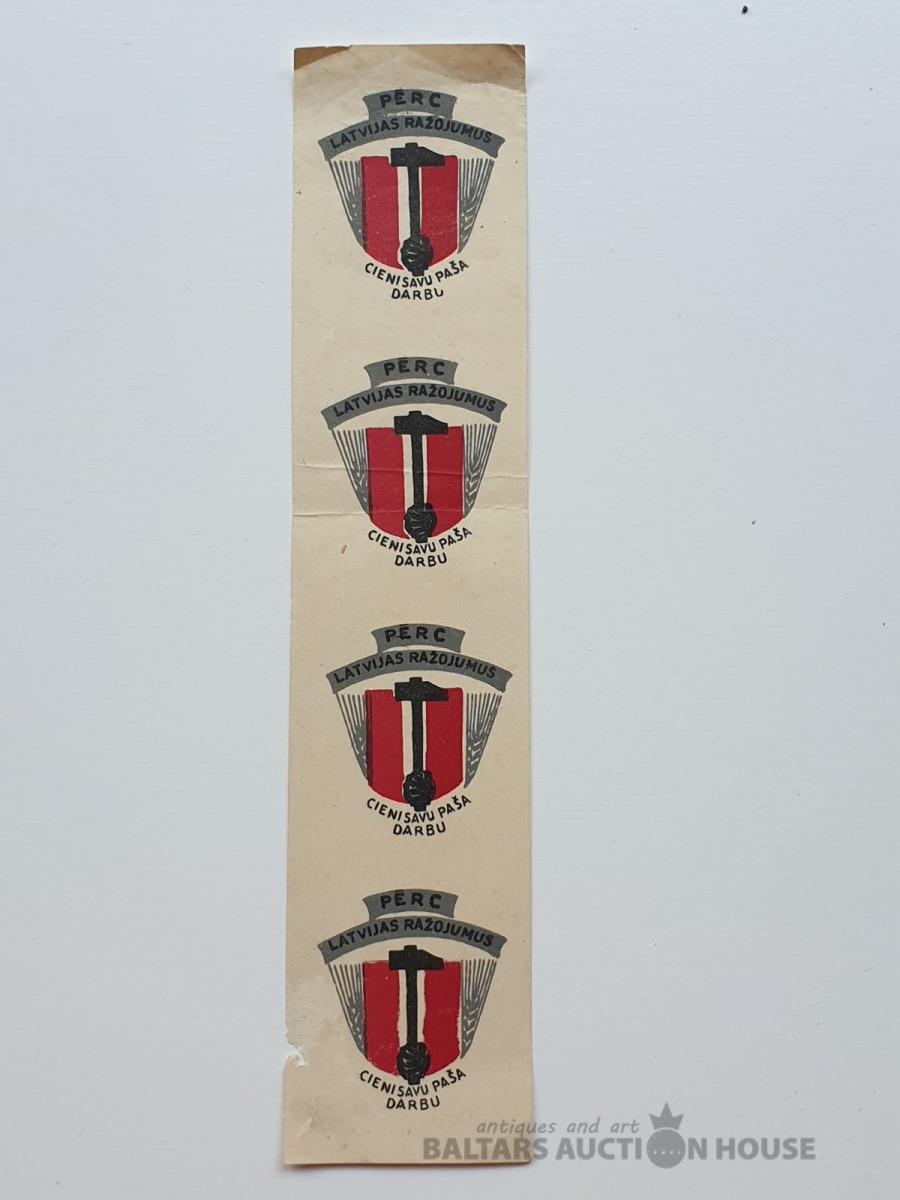 PĒRC
LATVIJAS RAŽOJUMUS
CIENI SAVU PAŠA
DARBU
PĒRC
LATVIJAS RAŽOJUMUS
CIENI SAVU PAŠA
DARBU
PĒRC
LATVIJAS RAŽOJUMUS
CIENI SAVU PAŠA
DARBU
PĒRC
LATVIJAS RAŽOJUMUS
CIENI SAVU PAŠA
DARBU
antiques and art
BALTARS AUCTION HOUSE